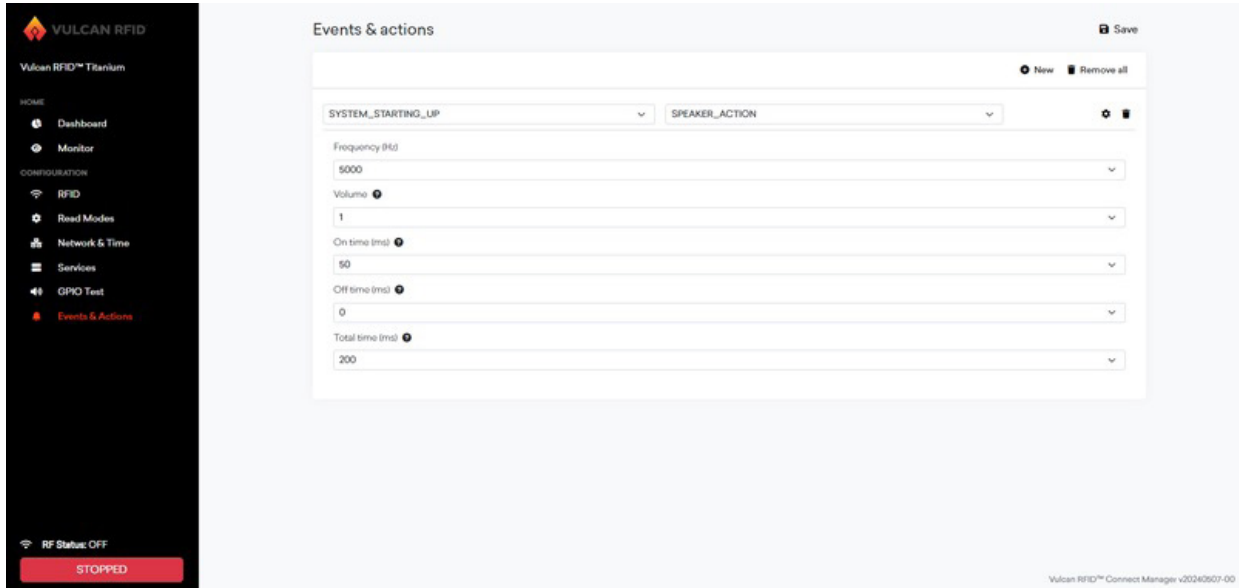 VULCAN RFID
Vulcan RFID™ Titanium
HOME
Dashboard
Monitor
CONFIGURATION
RFID
Read Modes
Network & Time
Services
GPIO Test
Events & Actions
RF Status: OFF
STOPPED
Events & actions
Save
New Remove all
SYSTEM_STARTING_UP SPEAKER_ACTION
Frequency (Hz)
5000
Volume
1
On time (ms)
50
Off time (ms)
0
Total time (ms)
200
Vulcan RFID™ Connect Manager v20240607-00